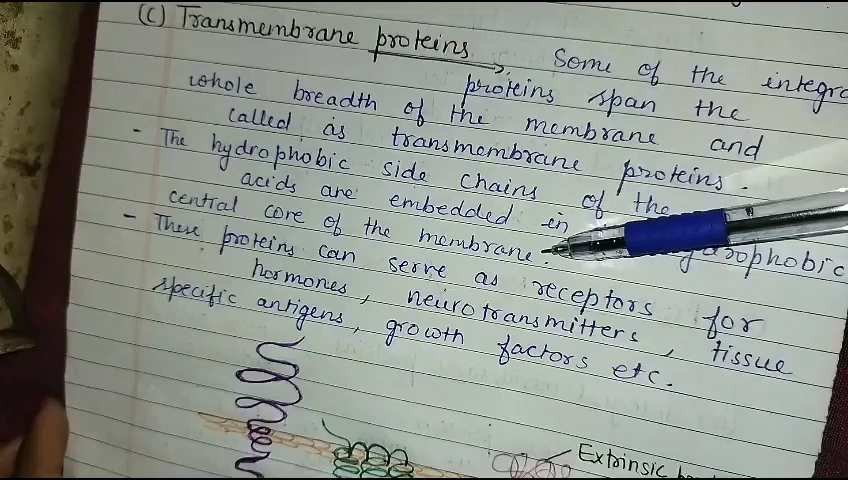 (C) Transmembrane proteins
Some of the integra
proteins span the
whole breadth of the membrane and
called as transmembrane proteins.
- The hydrophobic side chains of the
acids are embedded in
central core of the membrane.
- These proteins can serve as receptors for
hormones, neurotransmitters, tissue
specific antigens, growth factors etc.
Extrinsic